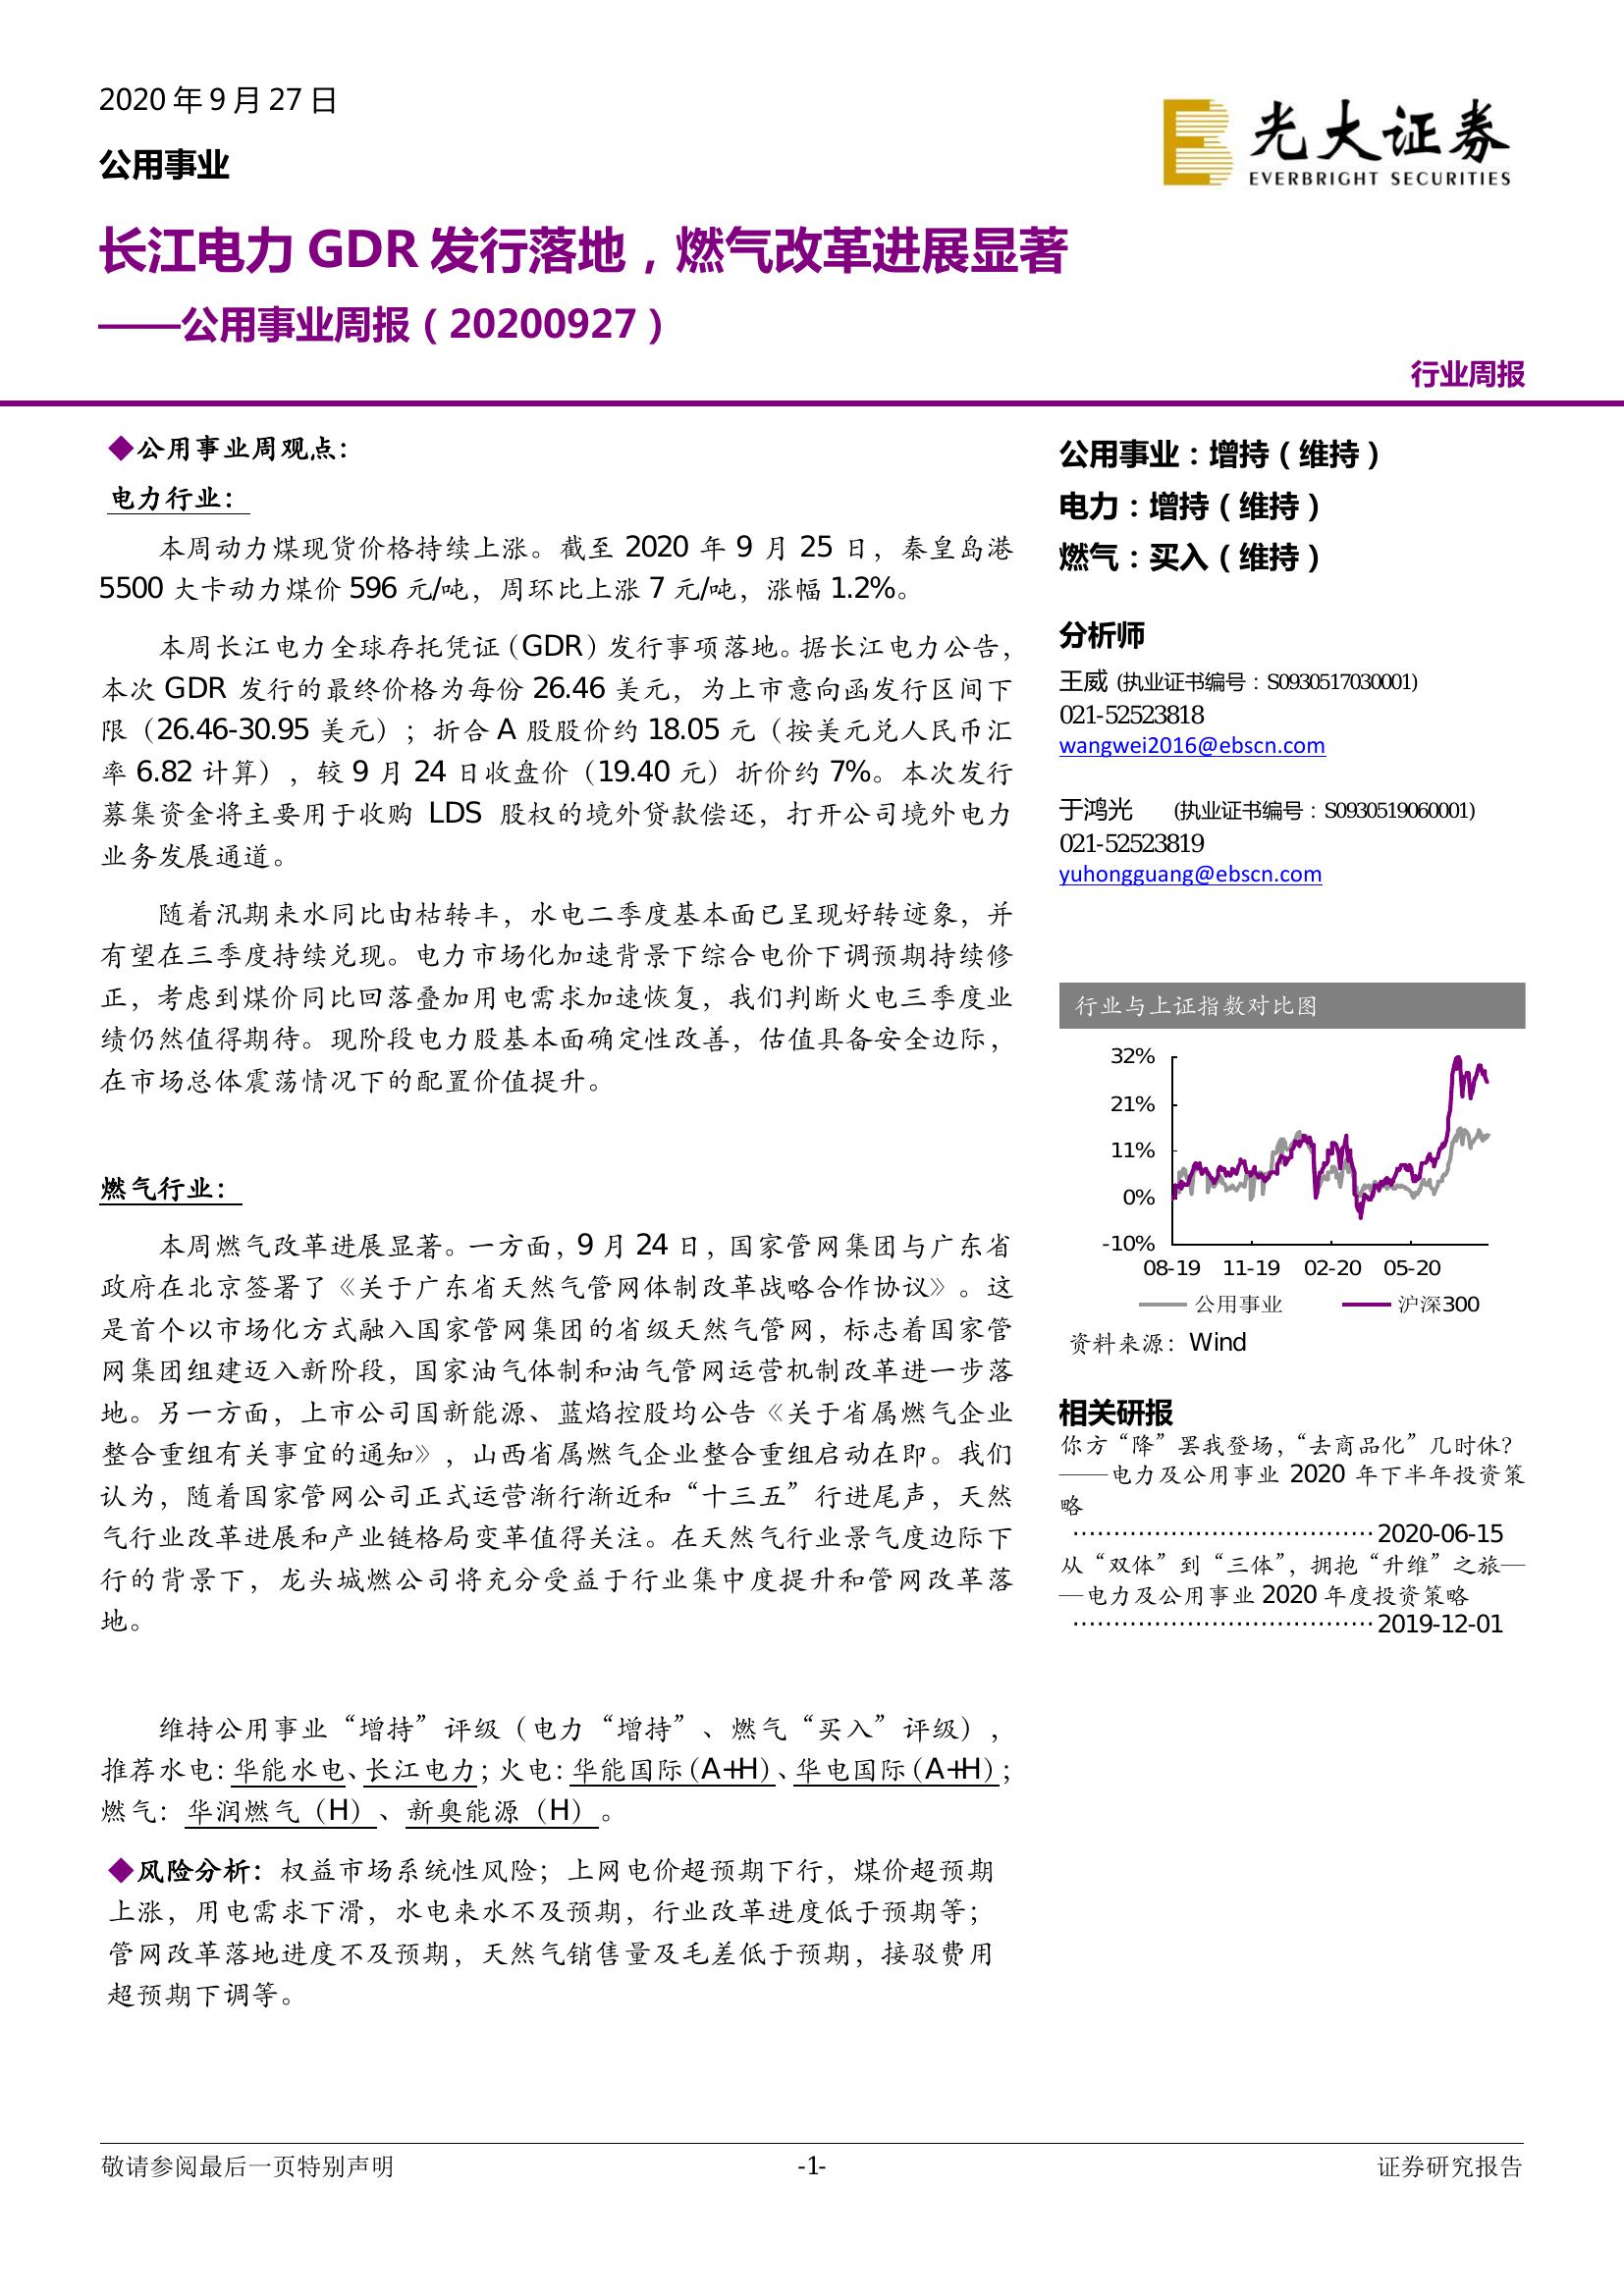 2020 年 9 月 27 日
公用事业
光大证券
EVERBRIGHT SECURITIES
长江电力 GDR 发行落地，燃气改革进展显著
——公用事业周报（20200927）
行业周报
◆公用事业周观点：
电力行业：
本周动力煤现货价格持续上涨。截至 2020 年 9 月 25 日，秦皇岛港
5500 大卡动力煤价 596 元/吨，周环比上涨 7 元/吨，涨幅 1.2%。
本周长江电力全球存托凭证（GDR）发行事项落地。据长江电力公告，
本次 GDR 发行的最终价格为每份 26.46 美元，为上市意向函发行区间下
限（26.46-30.95 美元）；折合 A 股股价约 18.05 元（按美元兑人民币汇
率 6.82 计算），较 9 月 24 日收盘价（19.40 元）折价约 7%。本次发行
募集资金将主要用于收购 LDS 股权的境外贷款偿还，打开公司境外电力
业务发展通道。
随着汛期来水同比由枯转丰，水电二季度基本面已呈现好转迹象，并
有望在三季度持续兑现。电力市场化加速背景下综合电价下调预期持续修
正，考虑到煤价同比回落叠加用电需求加速恢复，我们判断火电三季度业
绩仍然值得期待。现阶段电力股基本面确定性改善，估值具备安全边际，
在市场总体震荡情况下的配置价值提升。
燃气行业：
本周燃气改革进展显著。一方面，9 月 24 日，国家管网集团与广东省
政府在北京签署了《关于广东省天然气管网体制改革战略合作协议》。这
是首个以市场化方式融入国家管网集团的省级天然气管网，标志着国家管
网集团组建迈入新阶段，国家油气体制和油气管网运营机制改革进一步落
地。另一方面，上市公司国新能源、蓝焰控股均公告《关于省属燃气企业
整合重组有关事宜的通知》，山西省属燃气企业整合重组启动在即。我们
认为，随着国家管网公司正式运营渐行渐近和“十三五”行进尾声，天然
气行业改革进展和产业链格局变革值得关注。在天然气行业景气度边际下
行的背景下，龙头城燃公司将充分受益于行业集中度提升和管网改革落
地。
维持公用事业“增持”评级（电力“增持”、燃气“买入”评级），
推荐水电：华能水电、长江电力；火电：华能国际（A+H）、华电国际（A+H）；
燃气：华润燃气（H）、新奥能源（H）。
◆风险分析：权益市场系统性风险；上网电价超预期下行，煤价超预期
上涨，用电需求下滑，水电来水不及预期，行业改革进度低于预期等；
管网改革落地进度不及预期，天然气销售量及毛差低于预期，接驳费用
超预期下调等。
公用事业：增持（维持）
电力：增持（维持）
燃气：买入（维持）
分析师
王威 (执业证书编号：S0930517030001)
021-52523818
wangwei2016@ebscn.com
于鸿光 (执业证书编号：S0930519060001)
021-52523819
yuhongguang@ebscn.com
行业与上证指数对比图
32%
21%
11%
0%
-10%
08-19 11-19 02-20 05-20
公用事业 沪深300
资料来源：Wind
相关研报
你方“降”罢我登场，“去商品化”几时休？
——电力及公用事业 2020 年下半年投资策
略
·····································2020-06-15
从“双体”到“三体”，拥抱“升维”之旅—
—电力及公用事业 2020 年度投资策略
·····································2019-12-01
敬请参阅最后一页特别声明 -1- 证券研究报告